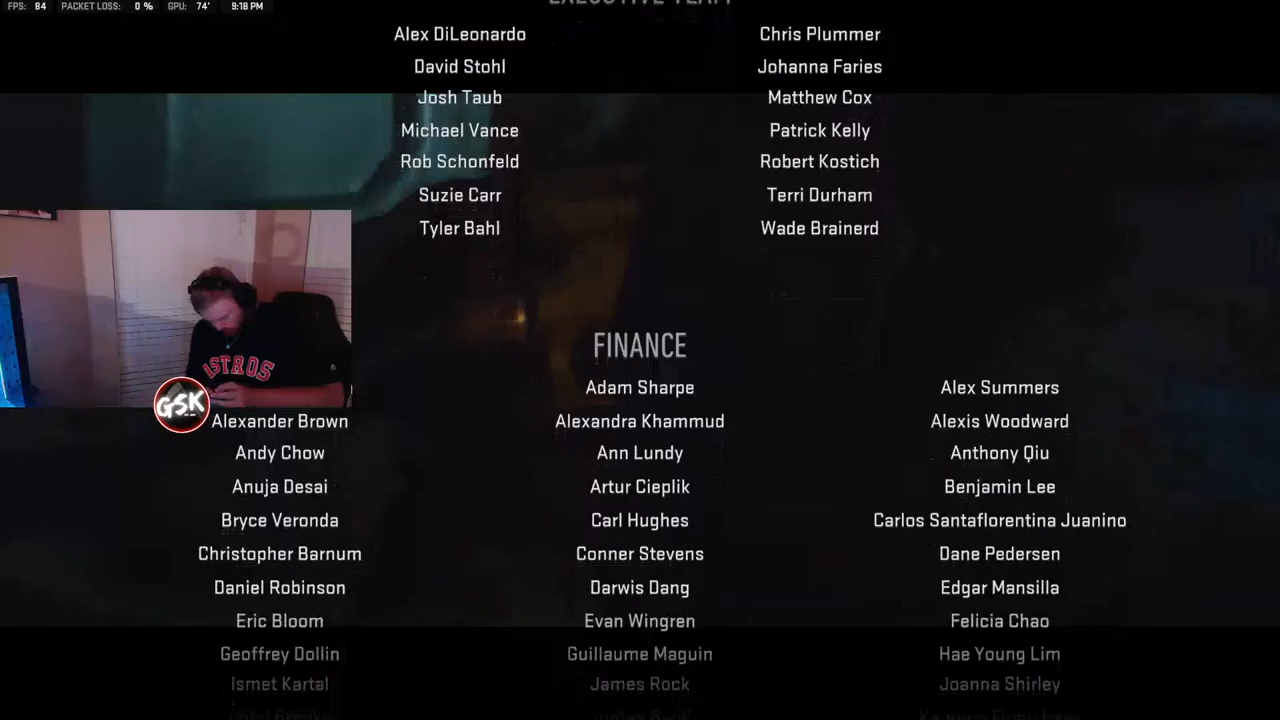 FPS: 84 PACKET LOSS: 0 % GPU: 74° 9:18 PM
EXECUTIVE TEAM
Alex DiLeonardo Chris Plummer
David Stohl Johanna Faries
Josh Taub Matthew Cox
Michael Vance Patrick Kelly
Rob Schonfeld Robert Kostich
Suzie Carr Terri Durham
Tyler Bahl Wade Brainerd
FINANCE
Adam Sharpe Alex Summers
ASTROS
GSK
Alexander Brown Alexandra Khammud Alexis Woodward
Andy Chow Ann Lundy Anthony Qiu
Anuja Desai Artur Cieplik Benjamin Lee
Bryce Veronda Carl Hughes Carlos Santaflorentina Juanino
Christopher Barnum Conner Stevens Dane Pedersen
Daniel Robinson Darwis Dang Edgar Mansilla
Eric Bloom Evan Wingren Felicia Chao
Geoffrey Dollin Guillaume Maguin Hae Young Lim
Ismet Kartal James Rock Joanna Shirley